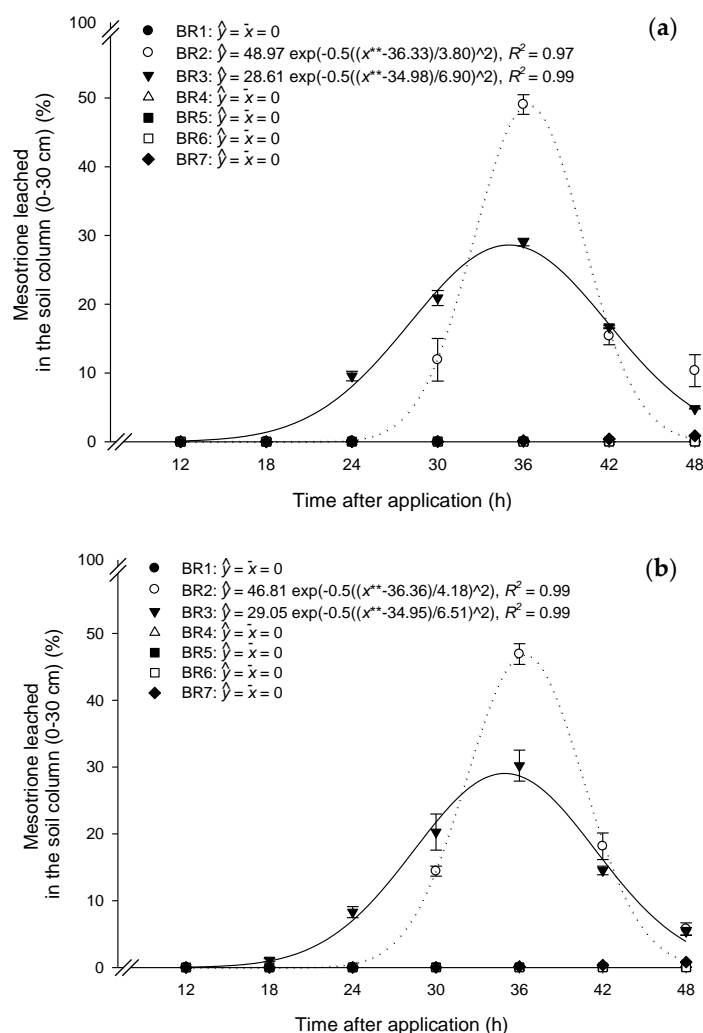 100
(a)
BR1: ŷ = x̄ = 0
BR2: ŷ = 48.97 exp(-0.5((x**-36.33)/3.80)^2), R² = 0.97
BR3: ŷ = 28.61 exp(-0.5((x**-34.98)/6.90)^2), R² = 0.99
BR4: ŷ = x̄ = 0
BR5: ŷ = x̄ = 0
BR6: ŷ = x̄ = 0
BR7: ŷ = x̄ = 0
Mesotrione leached
in the soil column (0-30 cm) (%)
50
40
30
20
10
0
12 18 24 30 36 42 48
Time after application (h)
100
(b)
BR1: ŷ = x̄ = 0
BR2: ŷ = 46.81 exp(-0.5((x**-36.36)/4.18)^2), R² = 0.99
BR3: ŷ = 29.05 exp(-0.5((x**-34.95)/6.51)^2), R² = 0.99
BR4: ŷ = x̄ = 0
BR5: ŷ = x̄ = 0
BR6: ŷ = x̄ = 0
BR7: ŷ = x̄ = 0
Mesotrione leached
in the soil column (0-30 cm) (%)
50
40
30
20
10
0
12 18 24 30 36 42 48
Time after application (h)